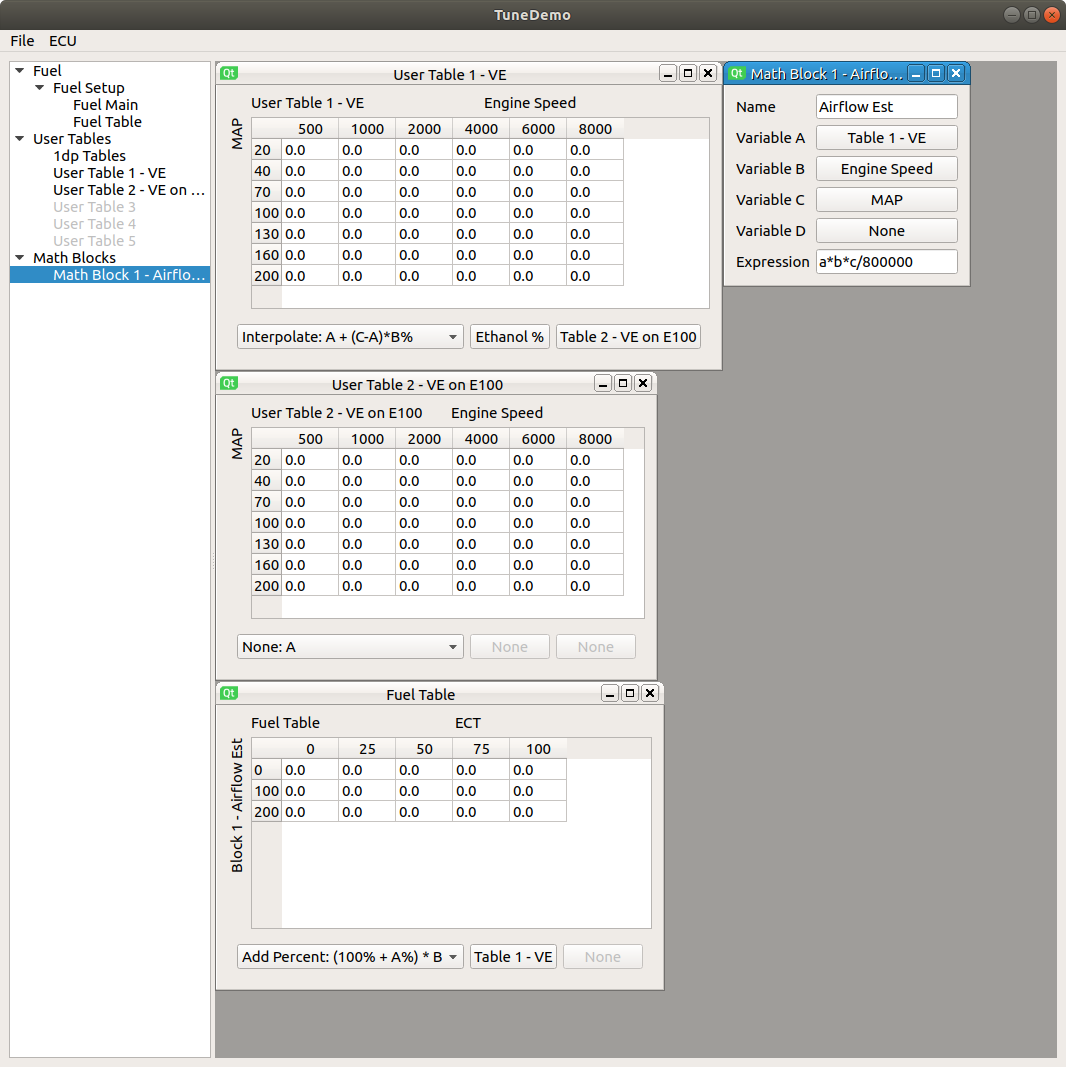 TuneDemo
File ECU
Fuel
Fuel Setup
Fuel Main
Fuel Table
User Tables
1dp Tables
User Table 1 - VE
User Table 2 - VE on ...
User Table 3
User Table 4
User Table 5
Math Blocks
Math Block 1 - Airflo...
Qt User Table 1 - VE
User Table 1 - VE Engine Speed
MAP
500 1000 2000 4000 6000 8000
20 0.0 0.0 0.0 0.0 0.0 0.0
40 0.0 0.0 0.0 0.0 0.0 0.0
70 0.0 0.0 0.0 0.0 0.0 0.0
100 0.0 0.0 0.0 0.0 0.0 0.0
130 0.0 0.0 0.0 0.0 0.0 0.0
160 0.0 0.0 0.0 0.0 0.0 0.0
200 0.0 0.0 0.0 0.0 0.0 0.0
Interpolate: A + (C-A)*B% Ethanol % Table 2 - VE on E100
Qt User Table 2 - VE on E100
User Table 2 - VE on E100 Engine Speed
MAP
500 1000 2000 4000 6000 8000
20 0.0 0.0 0.0 0.0 0.0 0.0
40 0.0 0.0 0.0 0.0 0.0 0.0
70 0.0 0.0 0.0 0.0 0.0 0.0
100 0.0 0.0 0.0 0.0 0.0 0.0
130 0.0 0.0 0.0 0.0 0.0 0.0
160 0.0 0.0 0.0 0.0 0.0 0.0
200 0.0 0.0 0.0 0.0 0.0 0.0
None: A None None
Qt Fuel Table
Fuel Table ECT
Block 1 - Airflow Est
0 25 50 75 100
0 0.0 0.0 0.0 0.0 0.0
100 0.0 0.0 0.0 0.0 0.0
200 0.0 0.0 0.0 0.0 0.0
Add Percent: (100% + A%) * B Table 1 - VE None
Qt Math Block 1 - Airflo...
Name Airflow Est
Variable A Table 1 - VE
Variable B Engine Speed
Variable C MAP
Variable D None
Expression a*b*c/800000